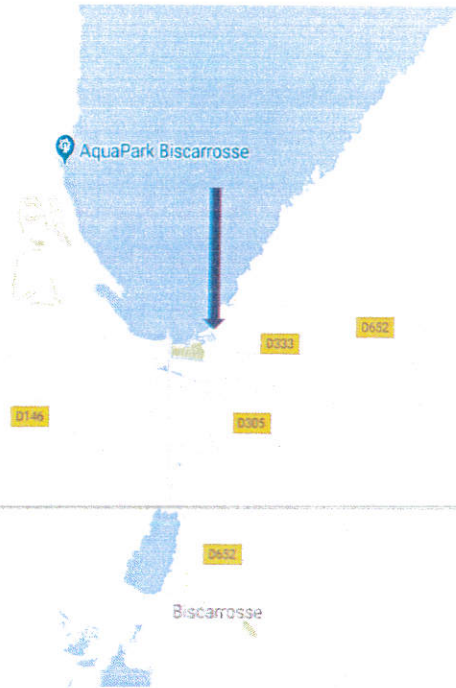 AquaPark Biscarrosse
D652
D333
D146
D305
D652
Biscarrosse